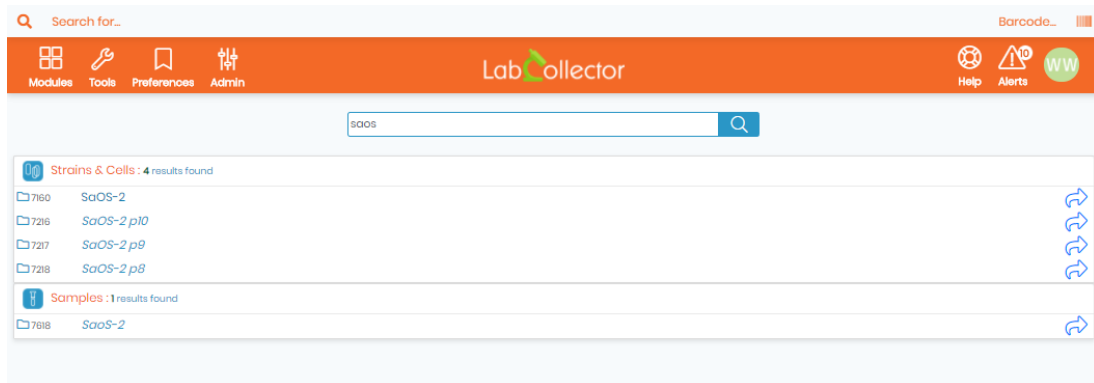 Search for...
Barcode...
Modules Tools Preferences Admin
LabCollector
10
Help Alerts
WW
saos
Strains & Cells : 4 results found
7160 SaOS-2
7216 SaOS-2 p10
7217 SaOS-2 p9
7218 SaOS-2 p8
Samples : 1 results found
7618 SaoS-2